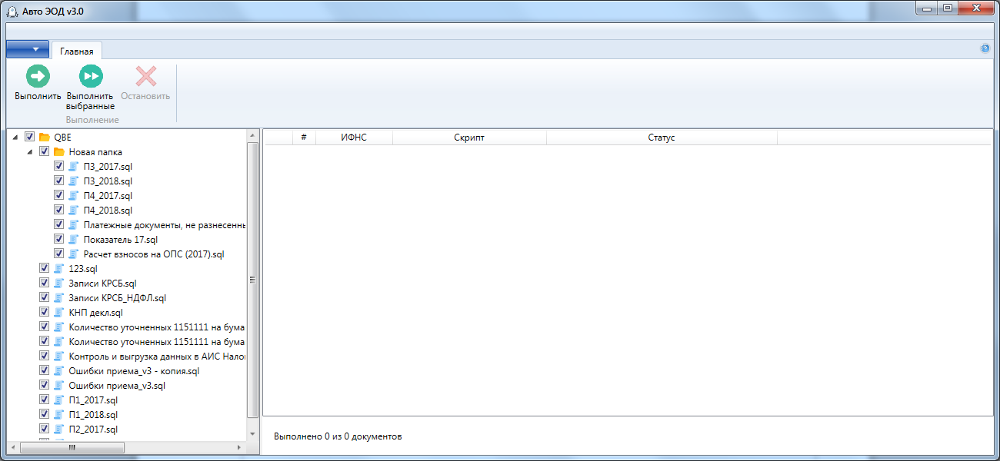 Авто ЭОД v3.0
Главная
Выполнить
Выполнить выбранные
Остановить
Выполнение
QBE
Новая папка
П3_2017.sql
П3_2018.sql
П4_2017.sql
П4_2018.sql
Платежные документы, не разнесенны
Показатель 17.sql
Расчет взносов на ОПС (2017).sql
123.sql
Записи КРСБ.sql
Записи КРСБ_НДФЛ.sql
КНП декл.sql
Количество уточненных 1151111 на бума
Количество уточненных 1151111 на бума
Контроль и выгрузка данных в АИС Нало
Ошибки приема_v3 - копия.sql
Ошибки приема_v3.sql
П1_2017.sql
П1_2018.sql
П2_2017.sql
# ИФНС Скрипт Статус
Выполнено 0 из 0 документов